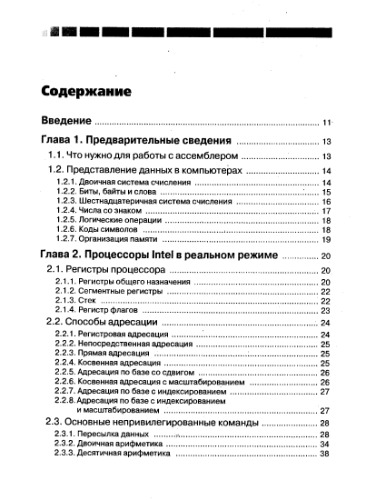 Содержание
Введение 11
Глава 1. Предварительные сведения 13
1.1. Что нужно для работы с ассемблером 13
1.2. Представление данных в компьютерах 14
1.2.1. Двоичная система счисления 14
1.2.2. Биты, байты и слова 15
1.2.3. Шестнадцатеричная система счисления 16
1.2.4. Числа со знаком 17
1.2.5. Логические операции 18
1.2.6. Коды символов 18
1.2.7. Организация памяти 19
Глава 2. Процессоры Intel в реальном режиме 20
2.1. Регистры процессора 20
2.1.1. Регистры общего назначения 20
2.1.2. Сегментные регистры 22
2.1.3. Стек 22
2.1.4. Регистр флагов 23
2.2. Способы адресации 24
2.2.1. Регистровая адресация 24
2.2.2. Непосредственная адресация 25
2.2.3. Прямая адресация 25
2.2.4. Косвенная адресация 25
2.2.5. Адресация по базе со сдвигом 26
2.2.6. Косвенная адресация с масштабированием 26
2.2.7. Адресация по базе с индексированием 27
2.2.8. Адресация по базе с индексированием
и масштабированием 27
2.3. Основные непривилегированные команды 28
2.3.1. Пересылка данных 28
2.3.2. Двоичная арифметика 34
2.3.3. Десятичная арифметика 38